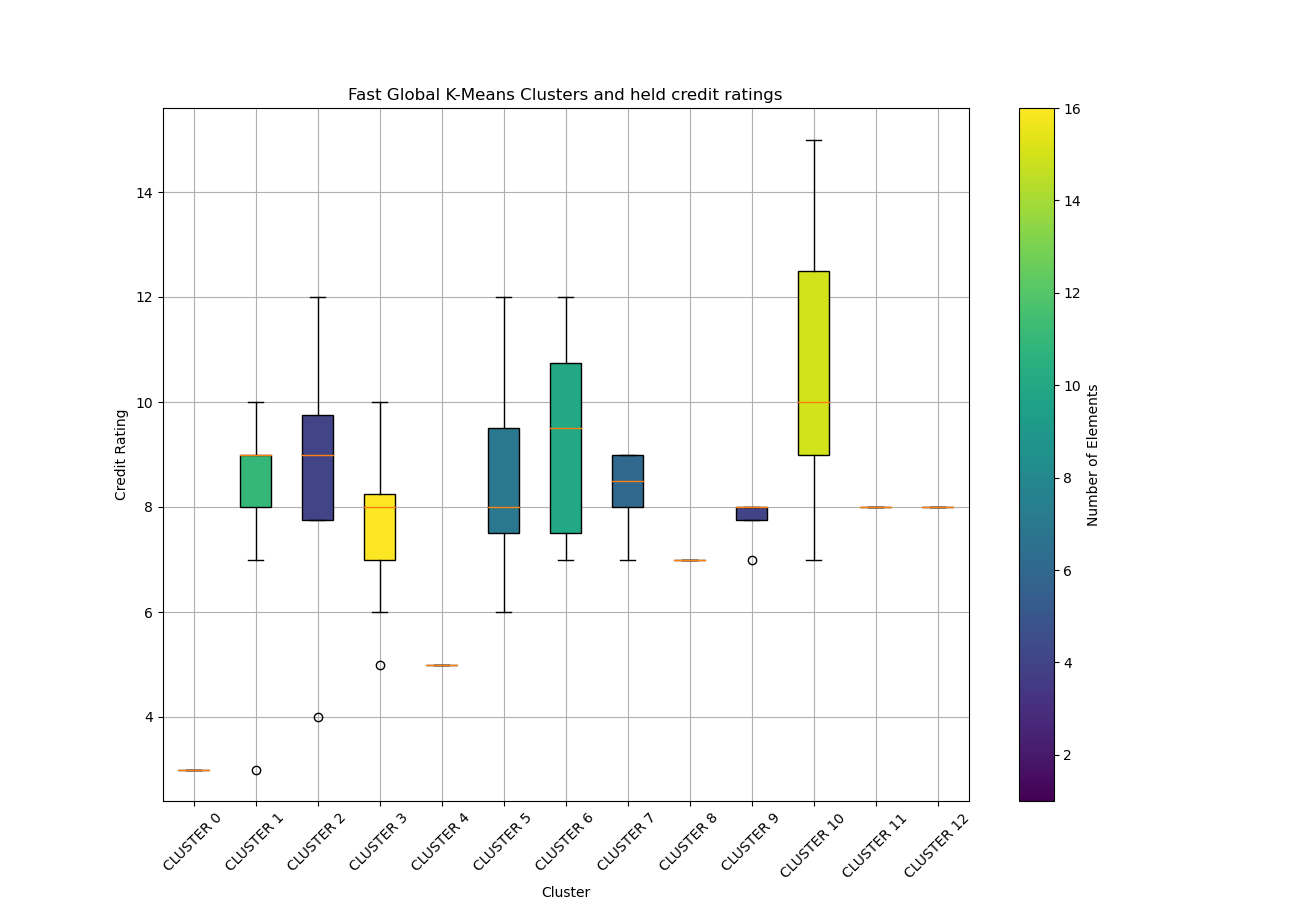 Fast Global K-Means Clusters and held credit ratings
Credit Rating
14
12
10
8
6
4
CLUSTER 0
CLUSTER 1
CLUSTER 2
CLUSTER 3
CLUSTER 4
CLUSTER 5
CLUSTER 6
CLUSTER 7
CLUSTER 8
CLUSTER 9
CLUSTER 10
CLUSTER 11
CLUSTER 12
Cluster
16
14
12
10
8
6
4
2
Number of Elements